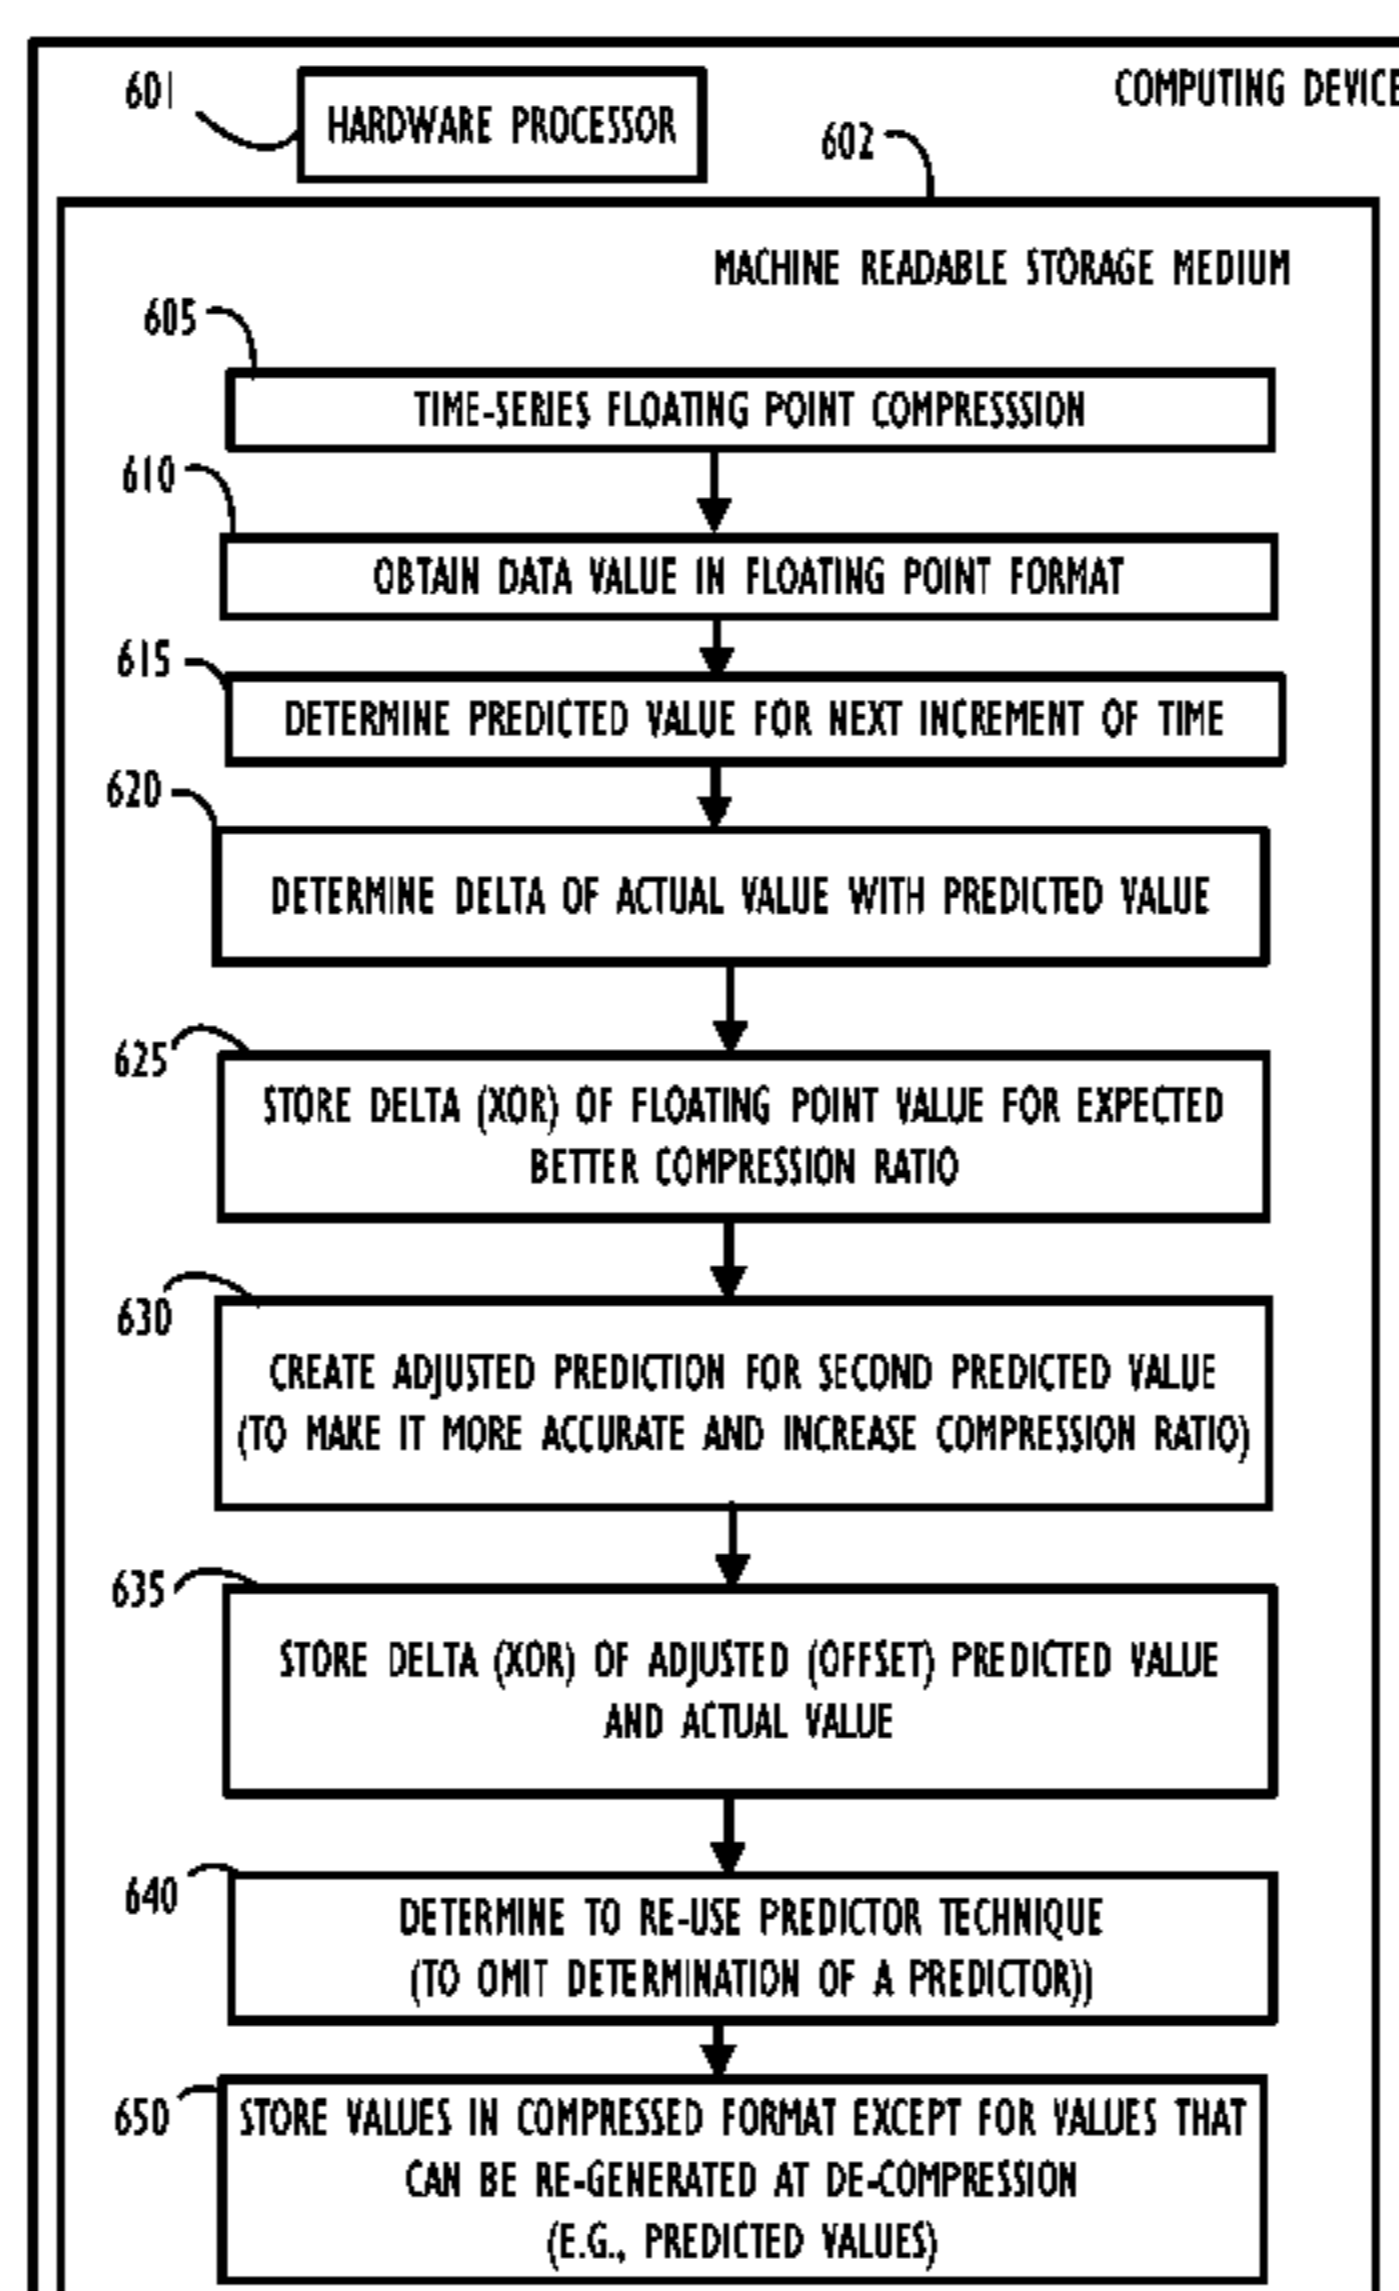 601
HARDWARE PROCESSOR
COMPUTING DEVICE
602
MACHINE READABLE STORAGE MEDIUM
605
TIME-SERIES FLOATING POINT COMPRESSSION
610
OBTAIN DATA VALUE IN FLOATING POINT FORMAT
615
DETERMINE PREDICTED VALUE FOR NEXT INCREMENT OF TIME
620
DETERMINE DELTA OF ACTUAL VALUE WITH PREDICTED VALUE
625
STORE DELTA (XOR) OF FLOATING POINT VALUE FOR EXPECTED
BETTER COMPRESSION RATIO
630
CREATE ADJUSTED PREDICTION FOR SECOND PREDICTED VALUE
(TO MAKE IT MORE ACCURATE AND INCREASE COMPRESSION RATIO)
635
STORE DELTA (XOR) OF ADJUSTED (OFFSET) PREDICTED VALUE
AND ACTUAL VALUE
640
DETERMINE TO RE-USE PREDICTOR TECHNIQUE
(TO OMIT DETERMINATION OF A PREDICTOR))
650
STORE VALUES IN COMPRESSED FORMAT EXCEPT FOR VALUES THAT
CAN BE RE-GENERATED AT DE-COMPRESSION
(E.G., PREDICTED VALUES)